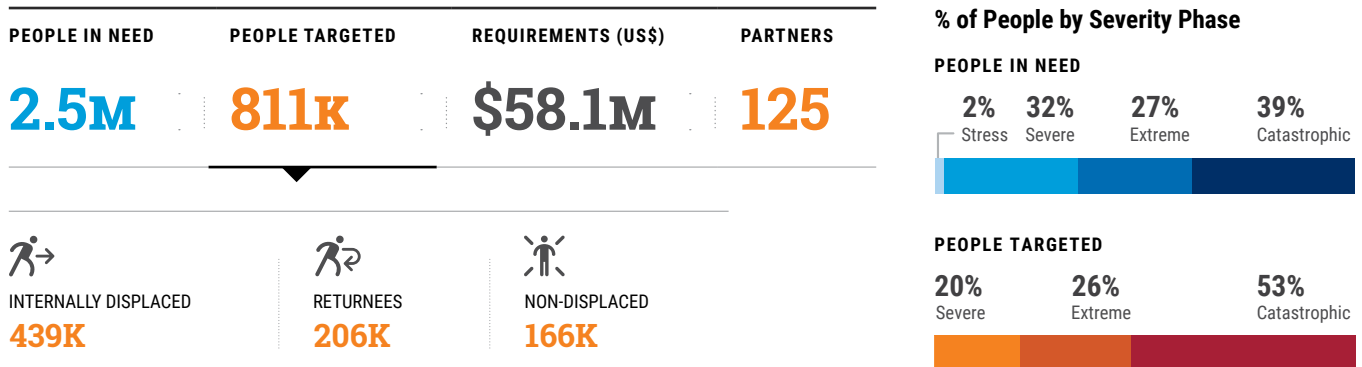 PEOPLE IN NEED PEOPLE TARGETED REQUIREMENTS (US$) PARTNERS
2.5M 811K $58.1M 125
INTERNALLY DISPLACED RETURNEES NON-DISPLACED
439K 206K 166K
% of People by Severity Phase
PEOPLE IN NEED
2% 32% 27% 39%
Stress Severe Extreme Catastrophic
PEOPLE TARGETED
20% 26% 53%
Severe Extreme Catastrophic